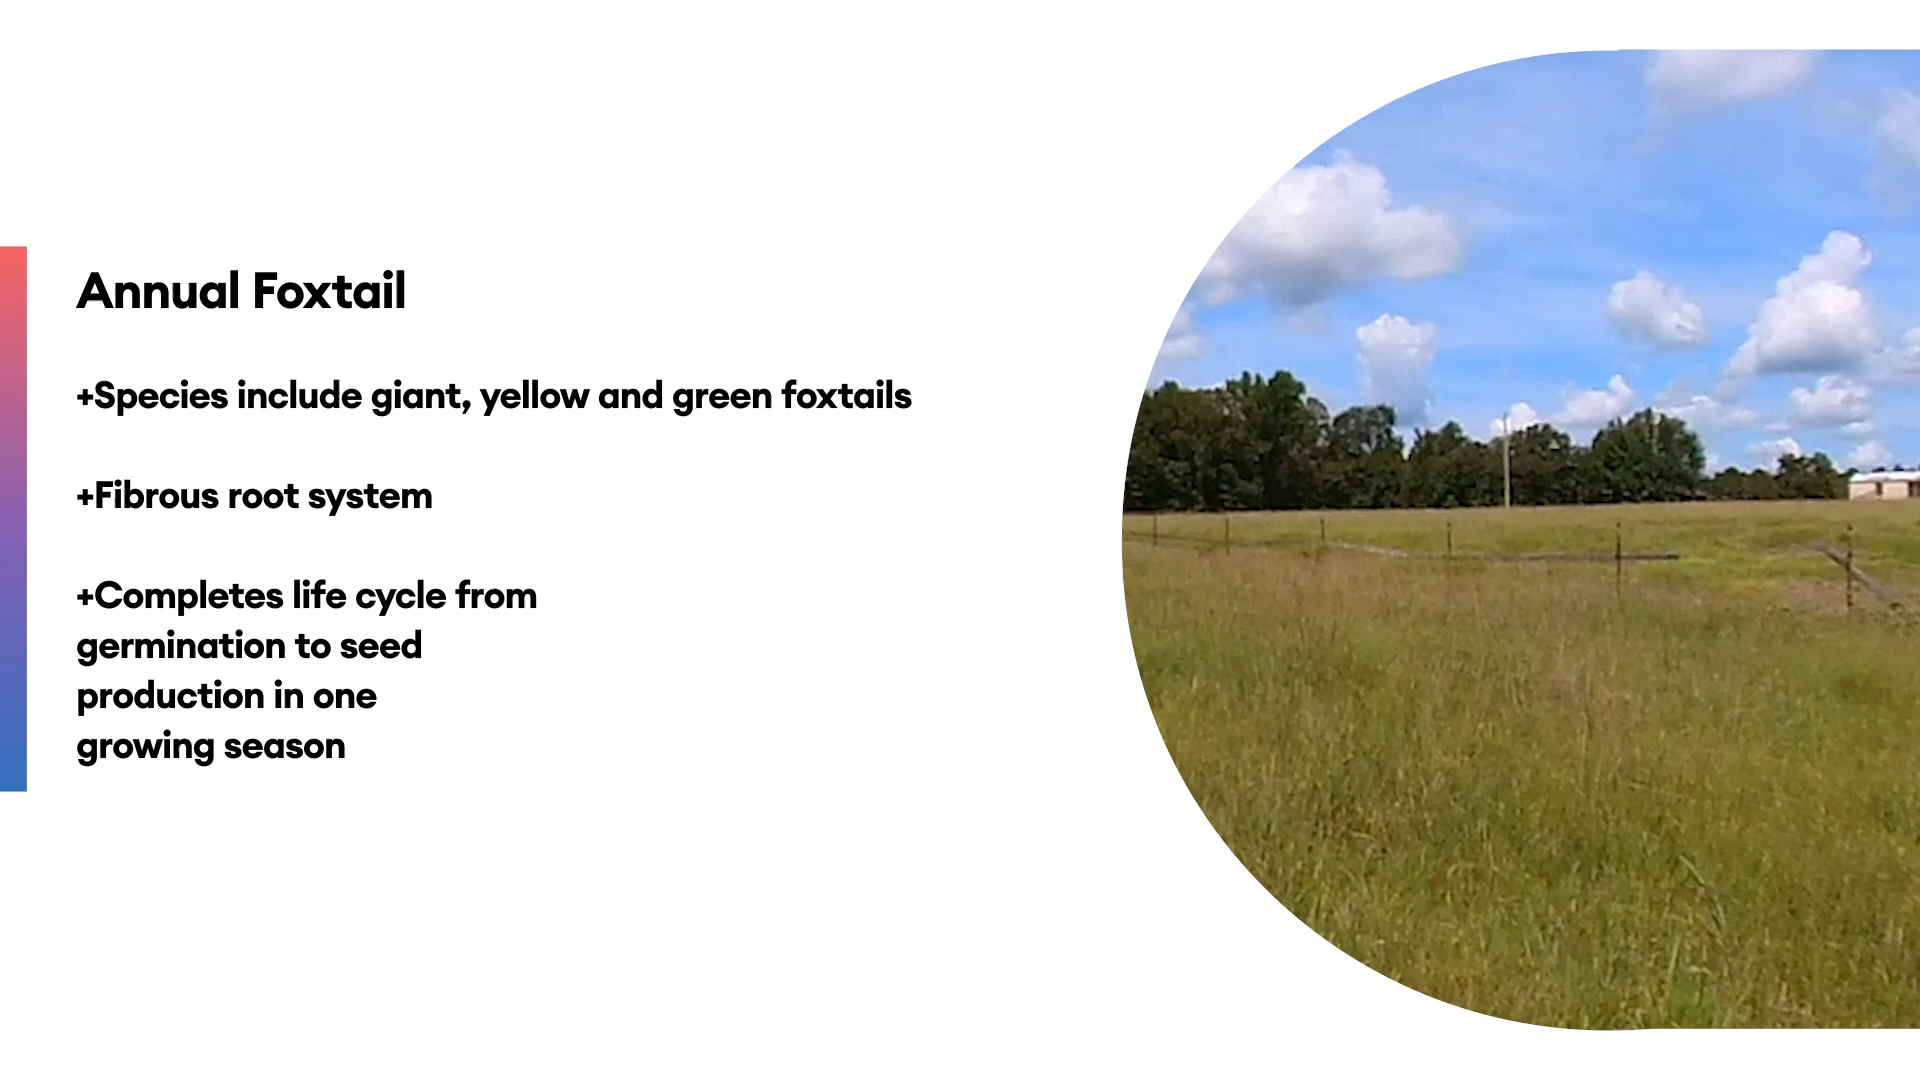 Annual Foxtail
+Species include giant, yellow and green foxtails
+Fibrous root system
+Completes life cycle from
germination to seed
production in one
growing season